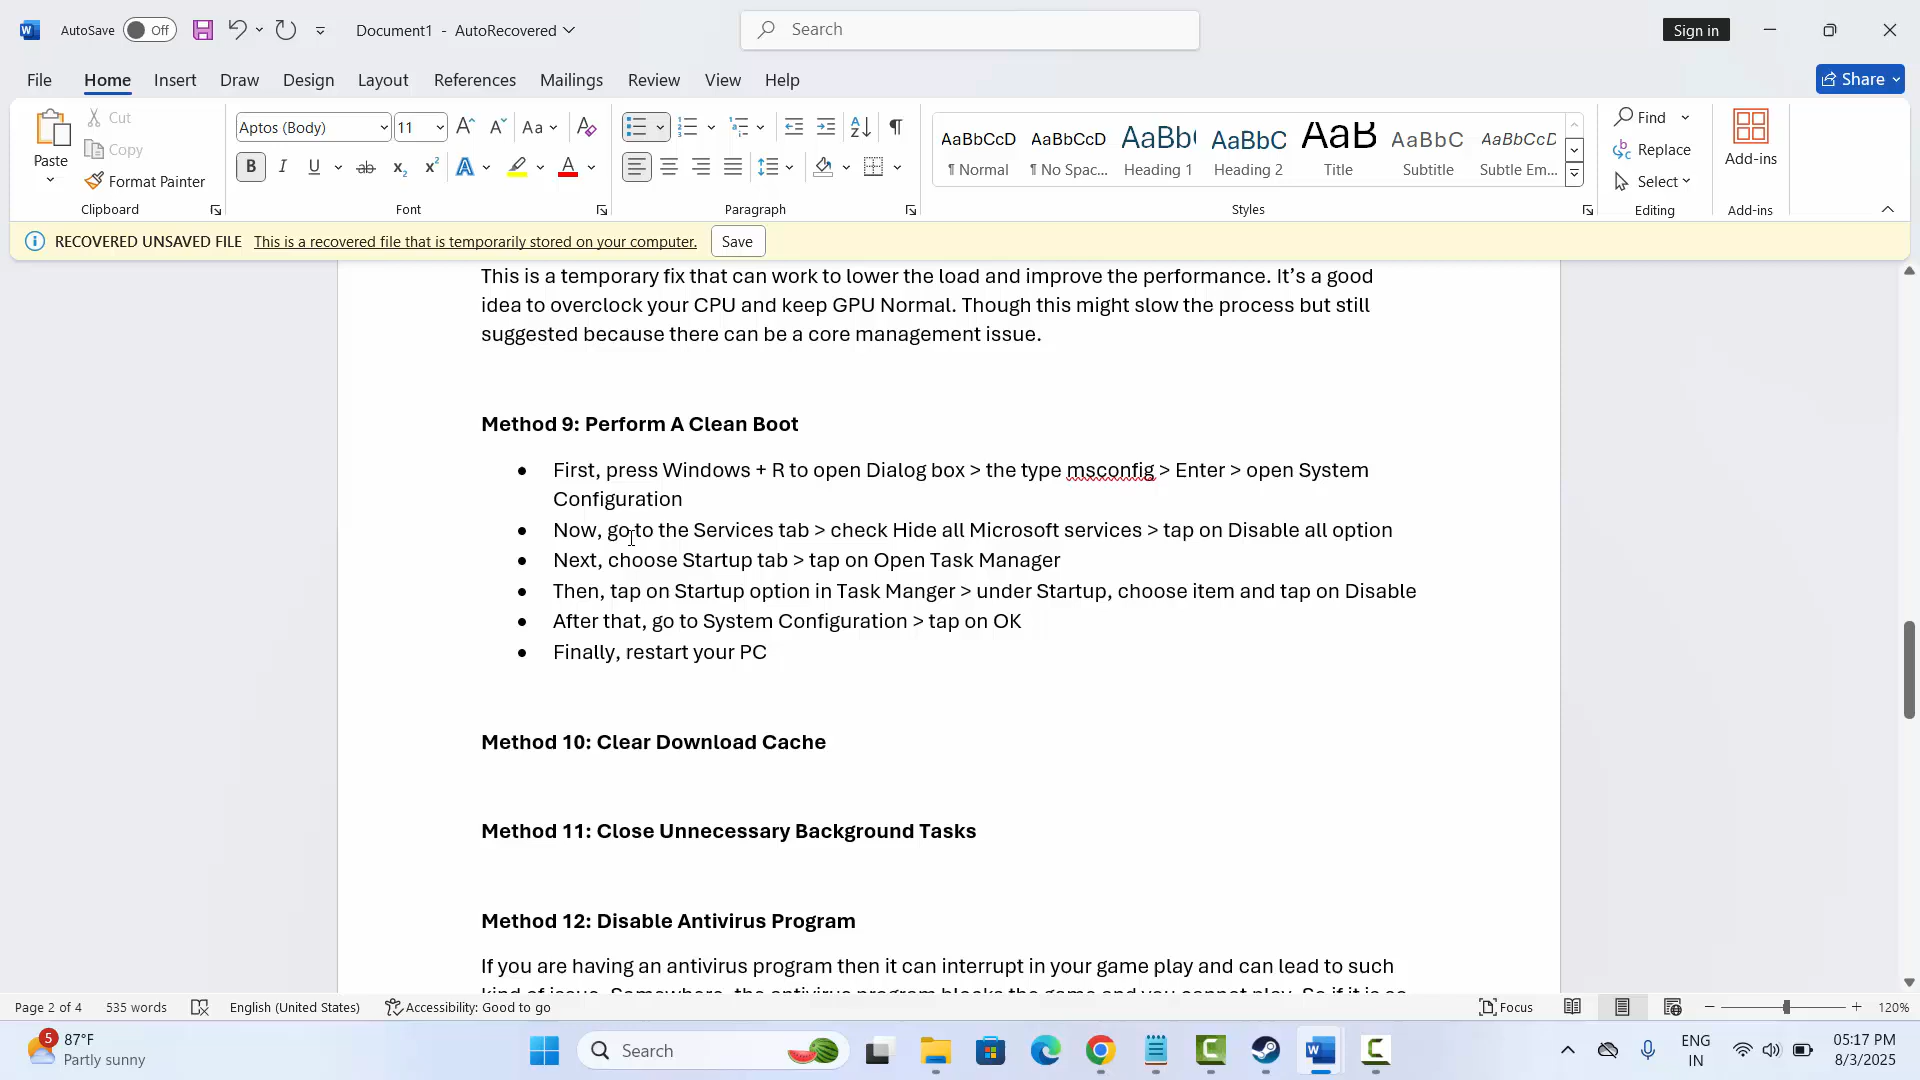 AutoSave Off Document1 - AutoRecovered Search Sign in
File Home Insert Draw Design Layout References Mailings Review View Help Share
Paste Cut Copy Format Painter
Aptos (Body) 11 Aa
B I U ab x₂ x² A A
AaBbCcD AaBbCcD AaBb( AaBbC AaB AaBbC AaBbCcD
¶ Normal ¶ No Spac... Heading 1 Heading 2 Title Subtitle Subtle Em...
Find Replace Select Add-ins
Clipboard Font Paragraph Styles Editing Add-ins
RECOVERED UNSAVED FILE This is a recovered file that is temporarily stored on your computer. Save
This is a temporary fix that can work to lower the load and improve the performance. It’s a good
idea to overclock your CPU and keep GPU Normal. Though this might slow the process but still
suggested because there can be a core management issue.
Method 9: Perform A Clean Boot
• First, press Windows + R to open Dialog box > the type msconfig > Enter > open System
Configuration
• Now, go to the Services tab > check Hide all Microsoft services > tap on Disable all option
• Next, choose Startup tab > tap on Open Task Manager
• Then, tap on Startup option in Task Manger > under Startup, choose item and tap on Disable
• After that, go to System Configuration > tap on OK
• Finally, restart your PC
Method 10: Clear Download Cache
Method 11: Close Unnecessary Background Tasks
Method 12: Disable Antivirus Program
If you are having an antivirus program then it can interrupt in your game play and can lead to such
kind of issue. Somewhere, the antivirus program blocks the game and you cannot play. So if it is so
Page 2 of 4 535 words English (United States) Accessibility: Good to go Focus 120%
5 87°F
Partly sunny
Search
ENG
IN
05:17 PM
8/3/2025